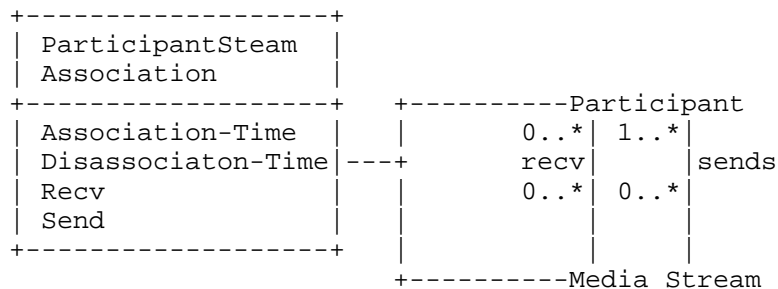 +-------------------+
| ParticipantSteam  |
| Association       |
+-------------------+   +----------Participant
| Association-Time  |   |       0..*| 1..*|
| Disassociaton-Time|---+       recv|     |sends
| Recv              |   |       0..*| 0..*|
| Send              |   |           |     |
+-------------------+   |           |     |
                        +----------Media Stream